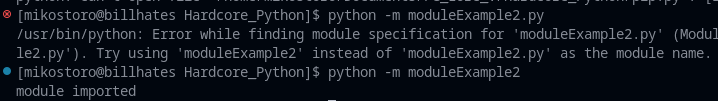 [mikostoro@billhates Hardcore_Python]$ python -m moduleExample2.py
/usr/bin/python: Error while finding module specification for 'moduleExample2.py' (Modul
le2.py'). Try using 'moduleExample2' instead of 'moduleExample2.py' as the module name.
[mikostoro@billhates Hardcore_Python]$ python -m moduleExample2
module imported